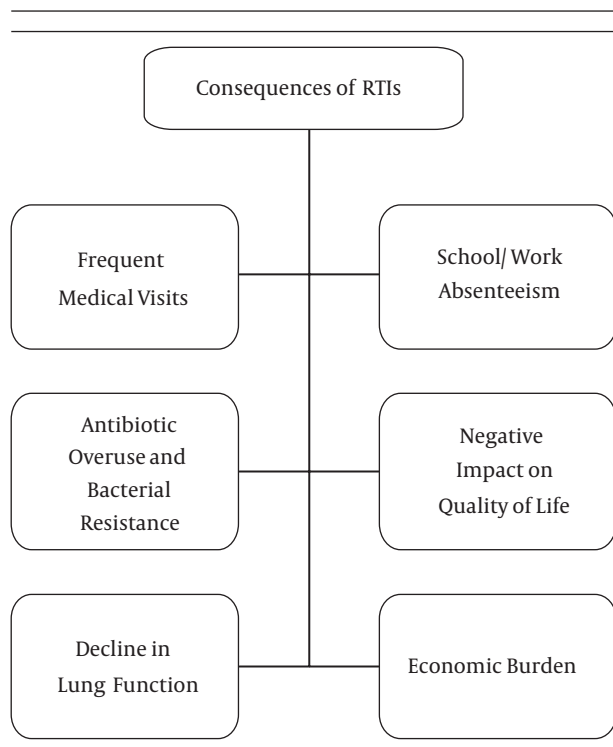 Consequences of RTIs
Frequent
Medical Visits
School/ Work
Absenteeism
Antibiotic
Overuse and
Bacterial
Resistance
Negative
Impact on
Quality of Life
Decline in
Lung Function
Economic Burden